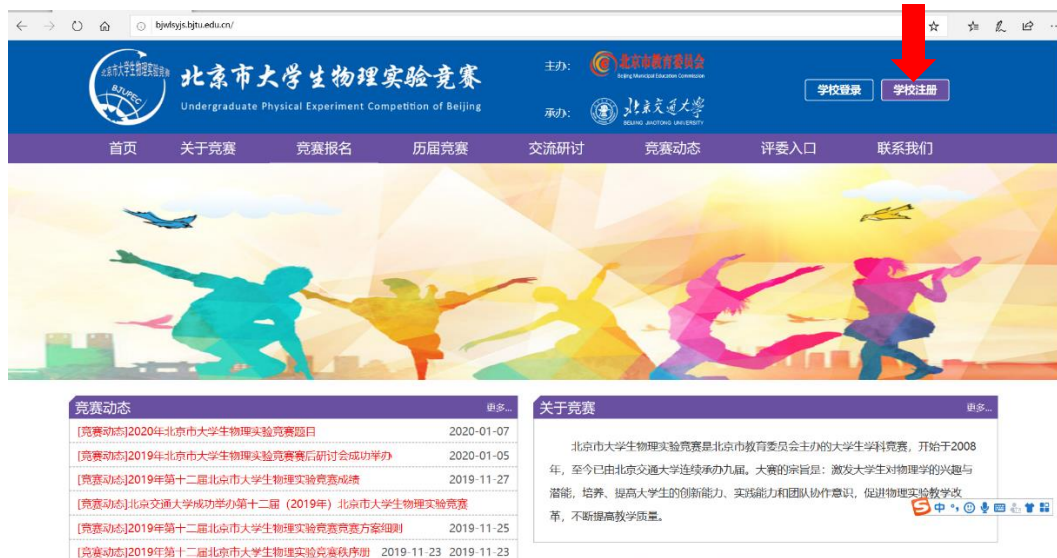 bjwlsyjs.bjtu.edu.cn/
北京市大学生物理实验竞赛
BJUPEC
北京市大学生物理实验竞赛
Undergraduate Physical Experiment Competition of Beijing
主办:
北京市教育委员会
Beijing Municipal Education Commission
承办:
北京交通大学
BEIJING JIAOTONG UNIVERSITY
学校登录
学校注册
首页 关于竞赛 竞赛报名 历届竞赛 交流研讨 竞赛动态 评委入口 联系我们
竞赛动态 更多...
[竞赛动态]2020年北京市大学生物理实验竞赛题目 2020-01-07
[竞赛动态]2019年北京市大学生物理实验竞赛赛后研讨会成功举办 2020-01-05
[竞赛动态]2019年第十二届北京市大学生物理实验竞赛成绩 2019-11-27
[竞赛动态]北京交通大学成功举办第十二届（2019年）北京市大学生物理实验竞赛
[竞赛动态]2019年第十二届北京市大学生物理实验竞赛竞赛方案细则 2019-11-25
[竞赛动态]2019年第十二届北京市大学生物理实验竞赛秩序册 2019-11-23 2019-11-23
关于竞赛 更多...
北京市大学生物理实验竞赛是北京市教育委员会主办的大学生学科竞赛，开始于2008
年，至今已由北京交通大学连续承办九届。大赛的宗旨是：激发大学生对物理学的兴趣与
潜能，培养、提高大学生的创新能力、实践能力和团队协作意识，促进物理实验教学改
革，不断提高教学质量。
中